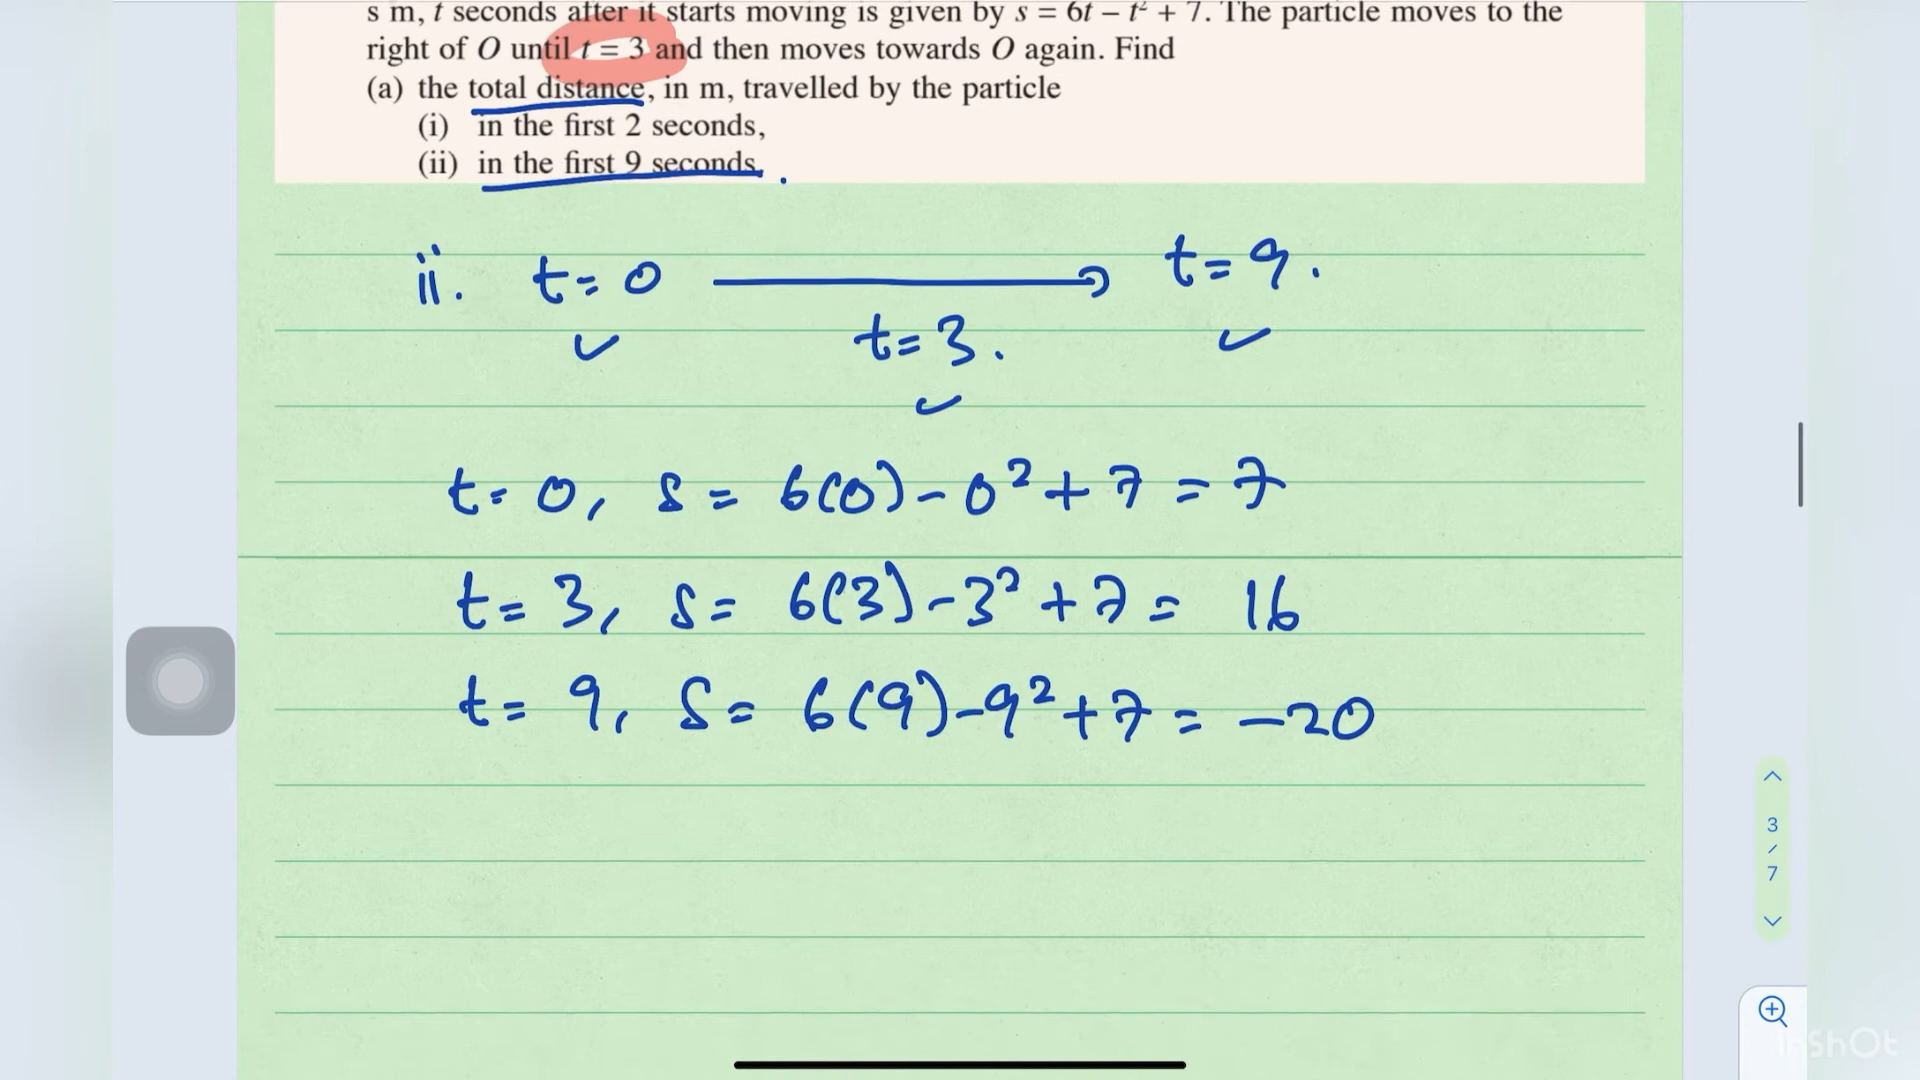 s m, t seconds after it starts moving is given by s = 6t – t² + 7. The particle moves to the
right of O until t = 3 and then moves towards O again. Find
(a) the total distance, in m, travelled by the particle
(i) in the first 2 seconds,
(ii) in the first 9 seconds.
ii. t = 0 → t = 9.
t = 3.
t = 0, s = 6(0) - 0² + 7 = 7
t = 3, s = 6(3) - 3² + 7 = 16
t = 9, s = 6(9) - 9² + 7 = -20
3
/
7
InShOt